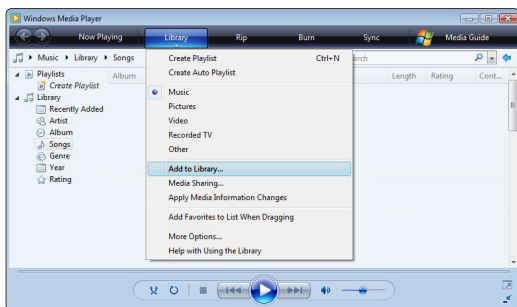 Windows Media Player
Now Playing Library Rip Burn Sync Media Guide
Music Library Songs
Playlists
Create Playlist
Library
Recently Added
Artist
Album
Songs
Genre
Year
Rating
Album
Create Playlist Ctrl+N
Create Auto Playlist
Music
Pictures
Video
Recorded TV
Other
Add to Library...
Media Sharing...
Apply Media Information Changes
Add Favorites to List When Dragging
More Options...
Help with Using the Library
arch
Length Rating Cont...